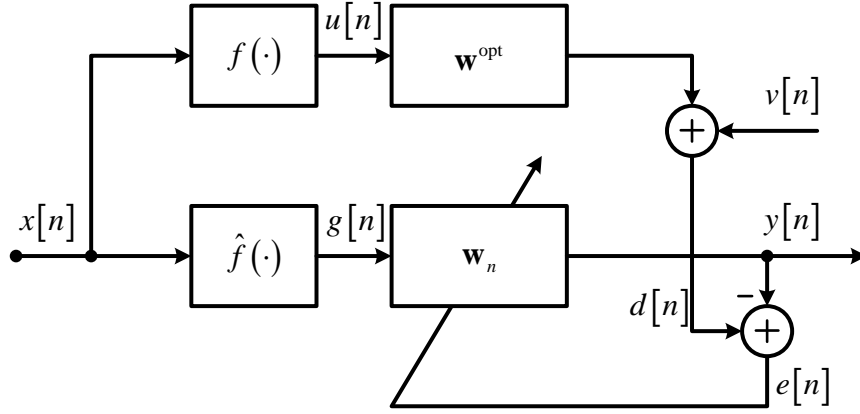 f(·)
u[n]
w^opt
v[n]
+
x[n]
f̂(·)
g[n]
w_n
y[n]
d[n]
−
+
e[n]